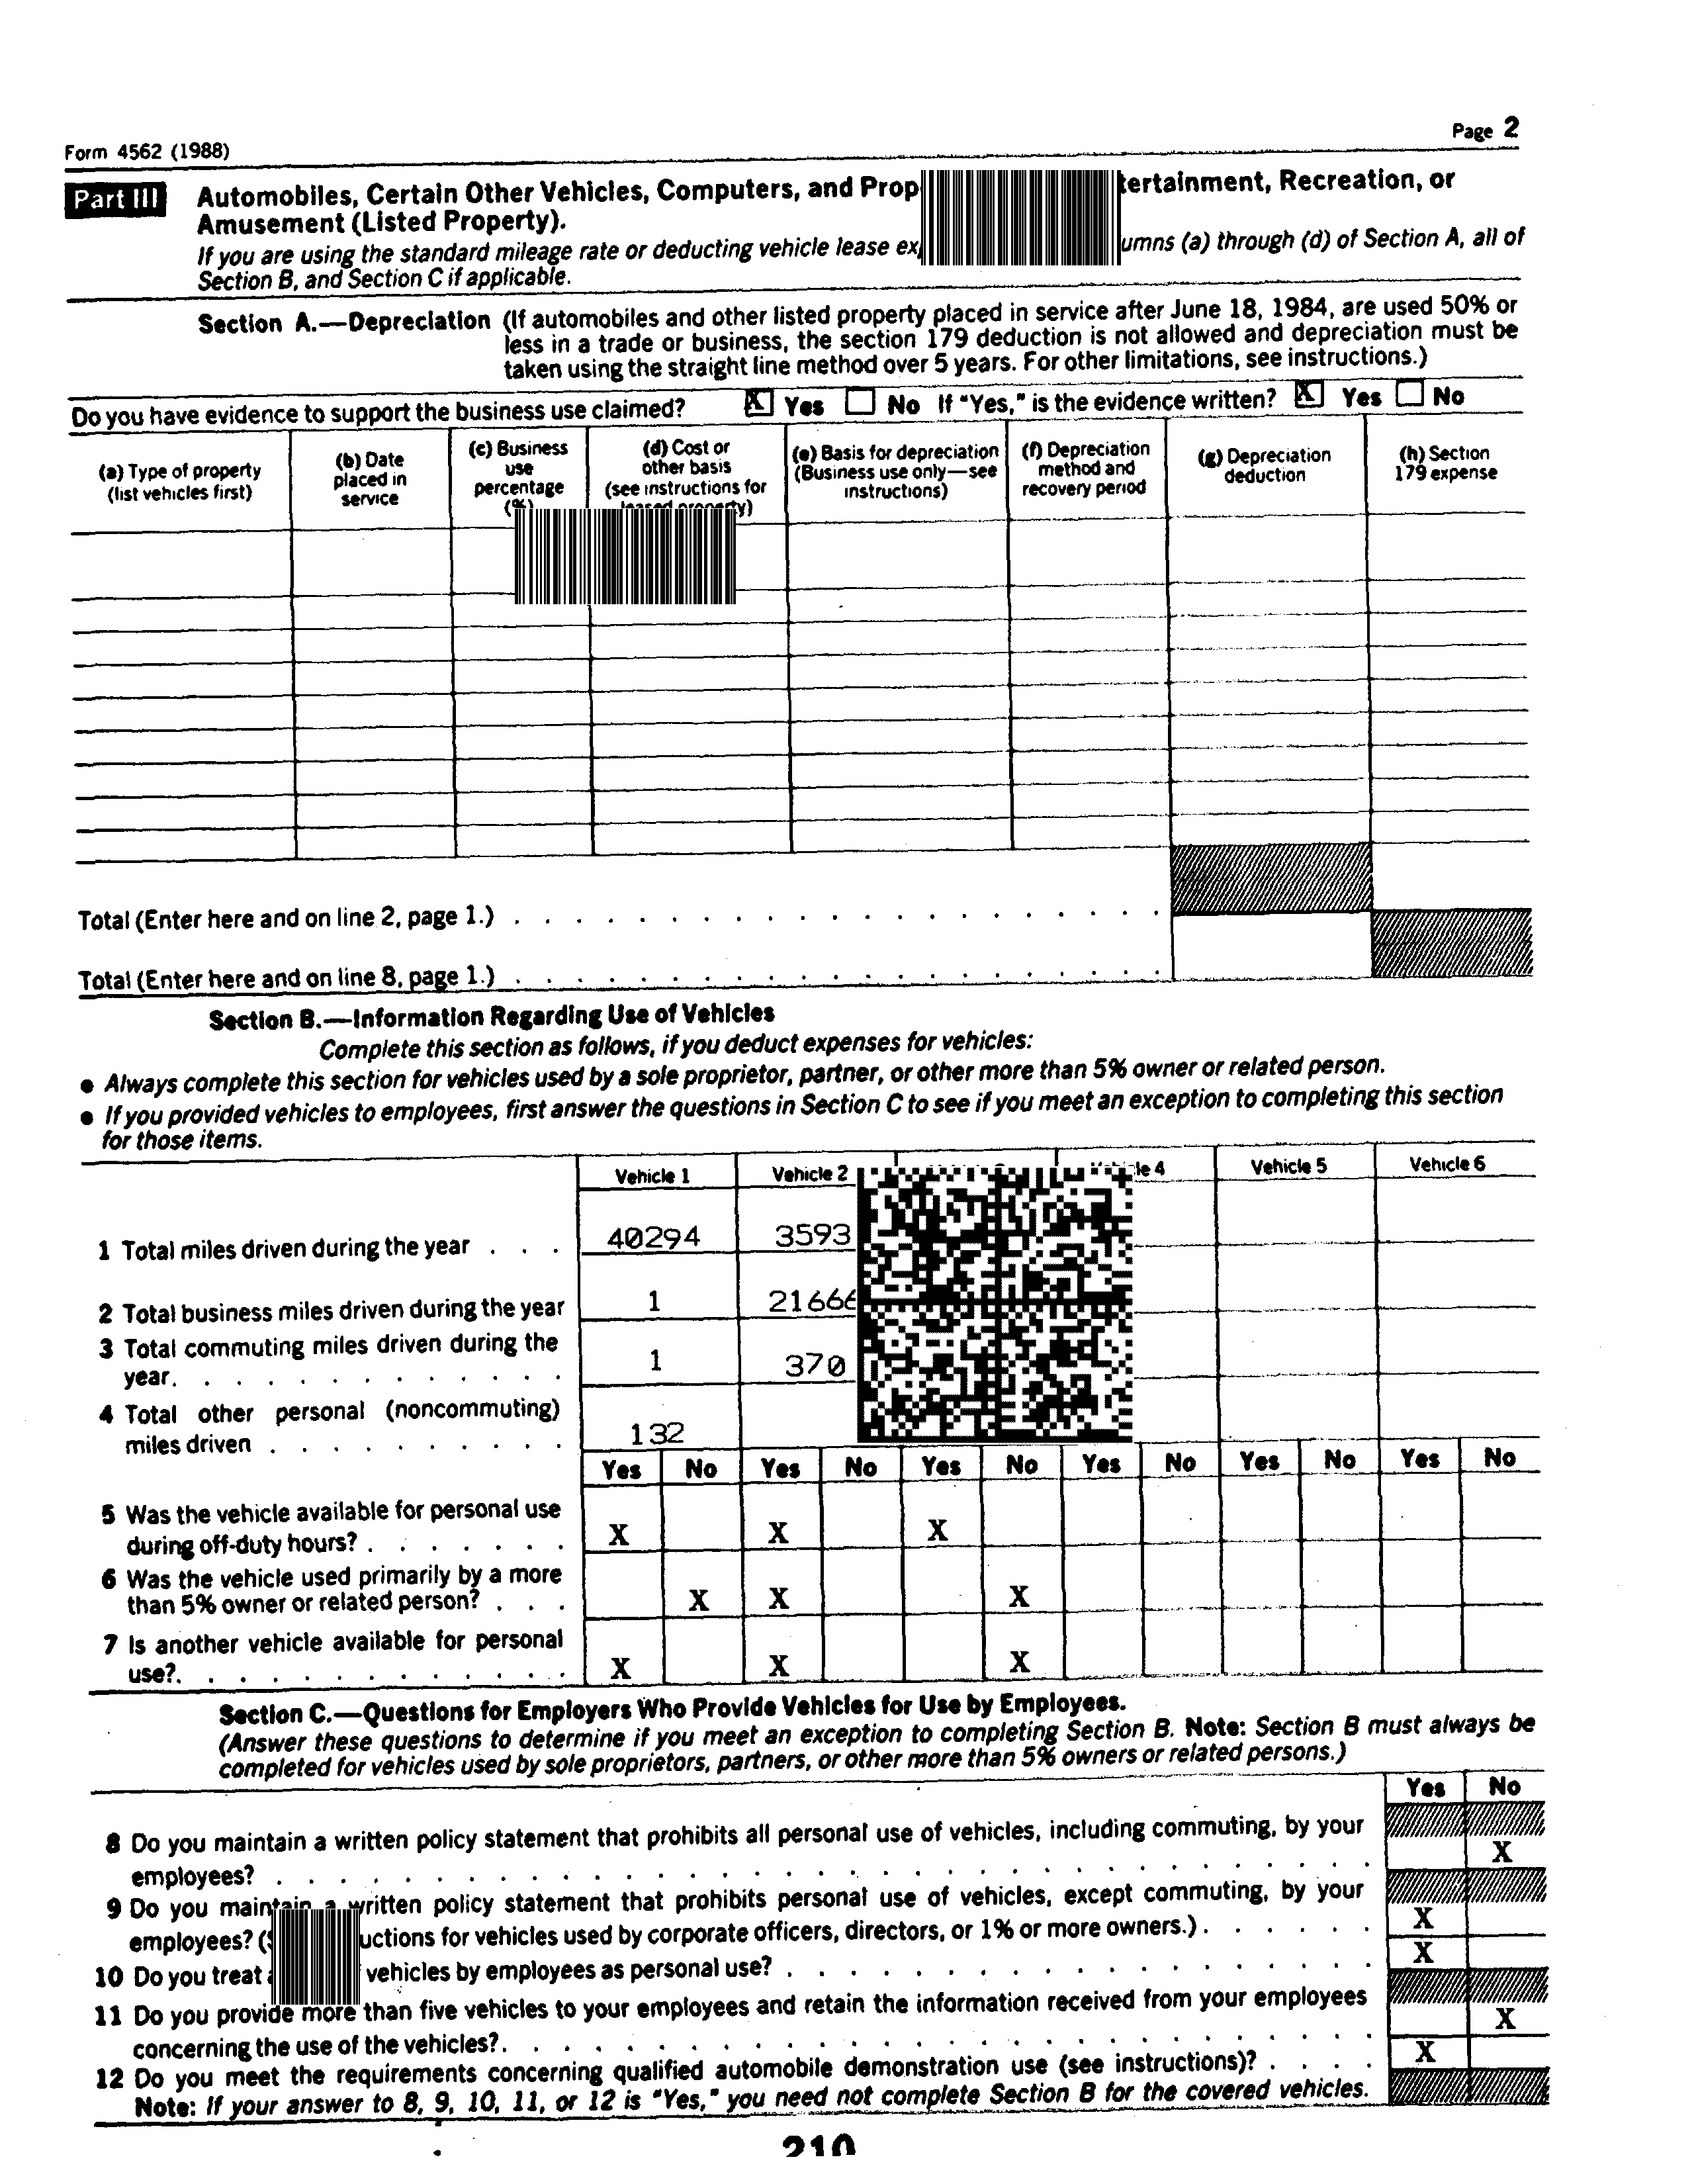 Page 2
Form 4562 (1988)
Part III Automobiles, Certain Other Vehicles, Computers, and Prop tertainment, Recreation, or
Amusement (Listed Property).
If you are using the standard mileage rate or deducting vehicle lease ex umns (a) through (d) of Section A, all of
Section B, and Section C if applicable.
Section A.—Depreciation (If automobiles and other listed property placed in service after June 18, 1984, are used 50% or
less in a trade or business, the section 179 deduction is not allowed and depreciation must be
taken using the straight line method over 5 years. For other limitations, see instructions.)
Do you have evidence to support the business use claimed? X Yes No If "Yes," is the evidence written? X Yes No
(a) Type of property
(list vehicles first)
(b) Date
placed in
service
(c) Business
use
percentage
(%)
(d) Cost or
other basis
(see instructions for
leased property)
(e) Basis for depreciation
(Business use only—see
instructions)
(f) Depreciation
method and
recovery period
(g) Depreciation
deduction
(h) Section
179 expense
Total (Enter here and on line 2, page 1.) . . . . . . . . . . . . . . . . . . . . .
Total (Enter here and on line 8, page 1.) . . . . . . . . . . . . . . . . . . . . .
Section B.—Information Regarding Use of Vehicles
Complete this section as follows, if you deduct expenses for vehicles:
● Always complete this section for vehicles used by a sole proprietor, partner, or other more than 5% owner or related person.
● If you provided vehicles to employees, first answer the questions in Section C to see if you meet an exception to completing this section
for those items.
Vehicle 1 Vehicle 2 le 4 Vehicle 5 Vehicle 6
1 Total miles driven during the year . . . 40294 3593
2 Total business miles driven during the year 1 21666
3 Total commuting miles driven during the
year. . . . . . . . . . . . . 1 370
4 Total other personal (noncommuting)
miles driven . . . . . . . . . . 132
Yes No Yes No Yes No Yes No Yes No Yes No
5 Was the vehicle available for personal use
during off-duty hours? . . . . . . . X X X
6 Was the vehicle used primarily by a more
than 5% owner or related person? . . . X X X
7 Is another vehicle available for personal
use?. . . . . . . . . . . . . X X X
Section C.—Questions for Employers Who Provide Vehicles for Use by Employees.
(Answer these questions to determine if you meet an exception to completing Section B. Note: Section B must always be
completed for vehicles used by sole proprietors, partners, or other more than 5% owners or related persons.)
Yes No
8 Do you maintain a written policy statement that prohibits all personal use of vehicles, including commuting, by your
employees? . . . . . . . . . . . . . . . . . . . . . . . . . . X
9 Do you maintain a written policy statement that prohibits personal use of vehicles, except commuting, by your
employees? ( uctions for vehicles used by corporate officers, directors, or 1% or more owners.) . . . . . . X
10 Do you treat vehicles by employees as personal use? . . . . . . . . . . . . . . . . X
11 Do you provide more than five vehicles to your employees and retain the information received from your employees
concerning the use of the vehicles?. . . . . . . . . . . . . . . . . . . . . X
12 Do you meet the requirements concerning qualified automobile demonstration use (see instructions)? . . . . X
Note: If your answer to 8, 9, 10, 11, or 12 is "Yes," you need not complete Section B for the covered vehicles.
210